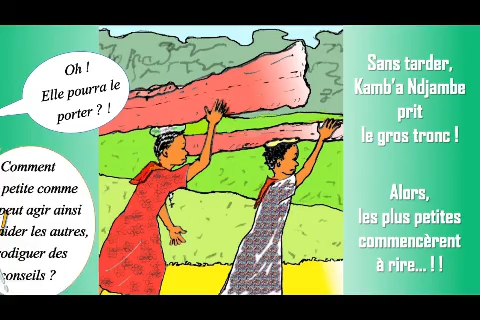 Oh !
Elle pourra le
porter ? !
Comment
petite comme
peut agir ainsi
aider les autres,
rodiguer des
conseils ?
Sans tarder,
Kamb'a Ndjambe
prit
le gros tronc !
Alors,
les plus petites
commencèrent
à rire... ! !